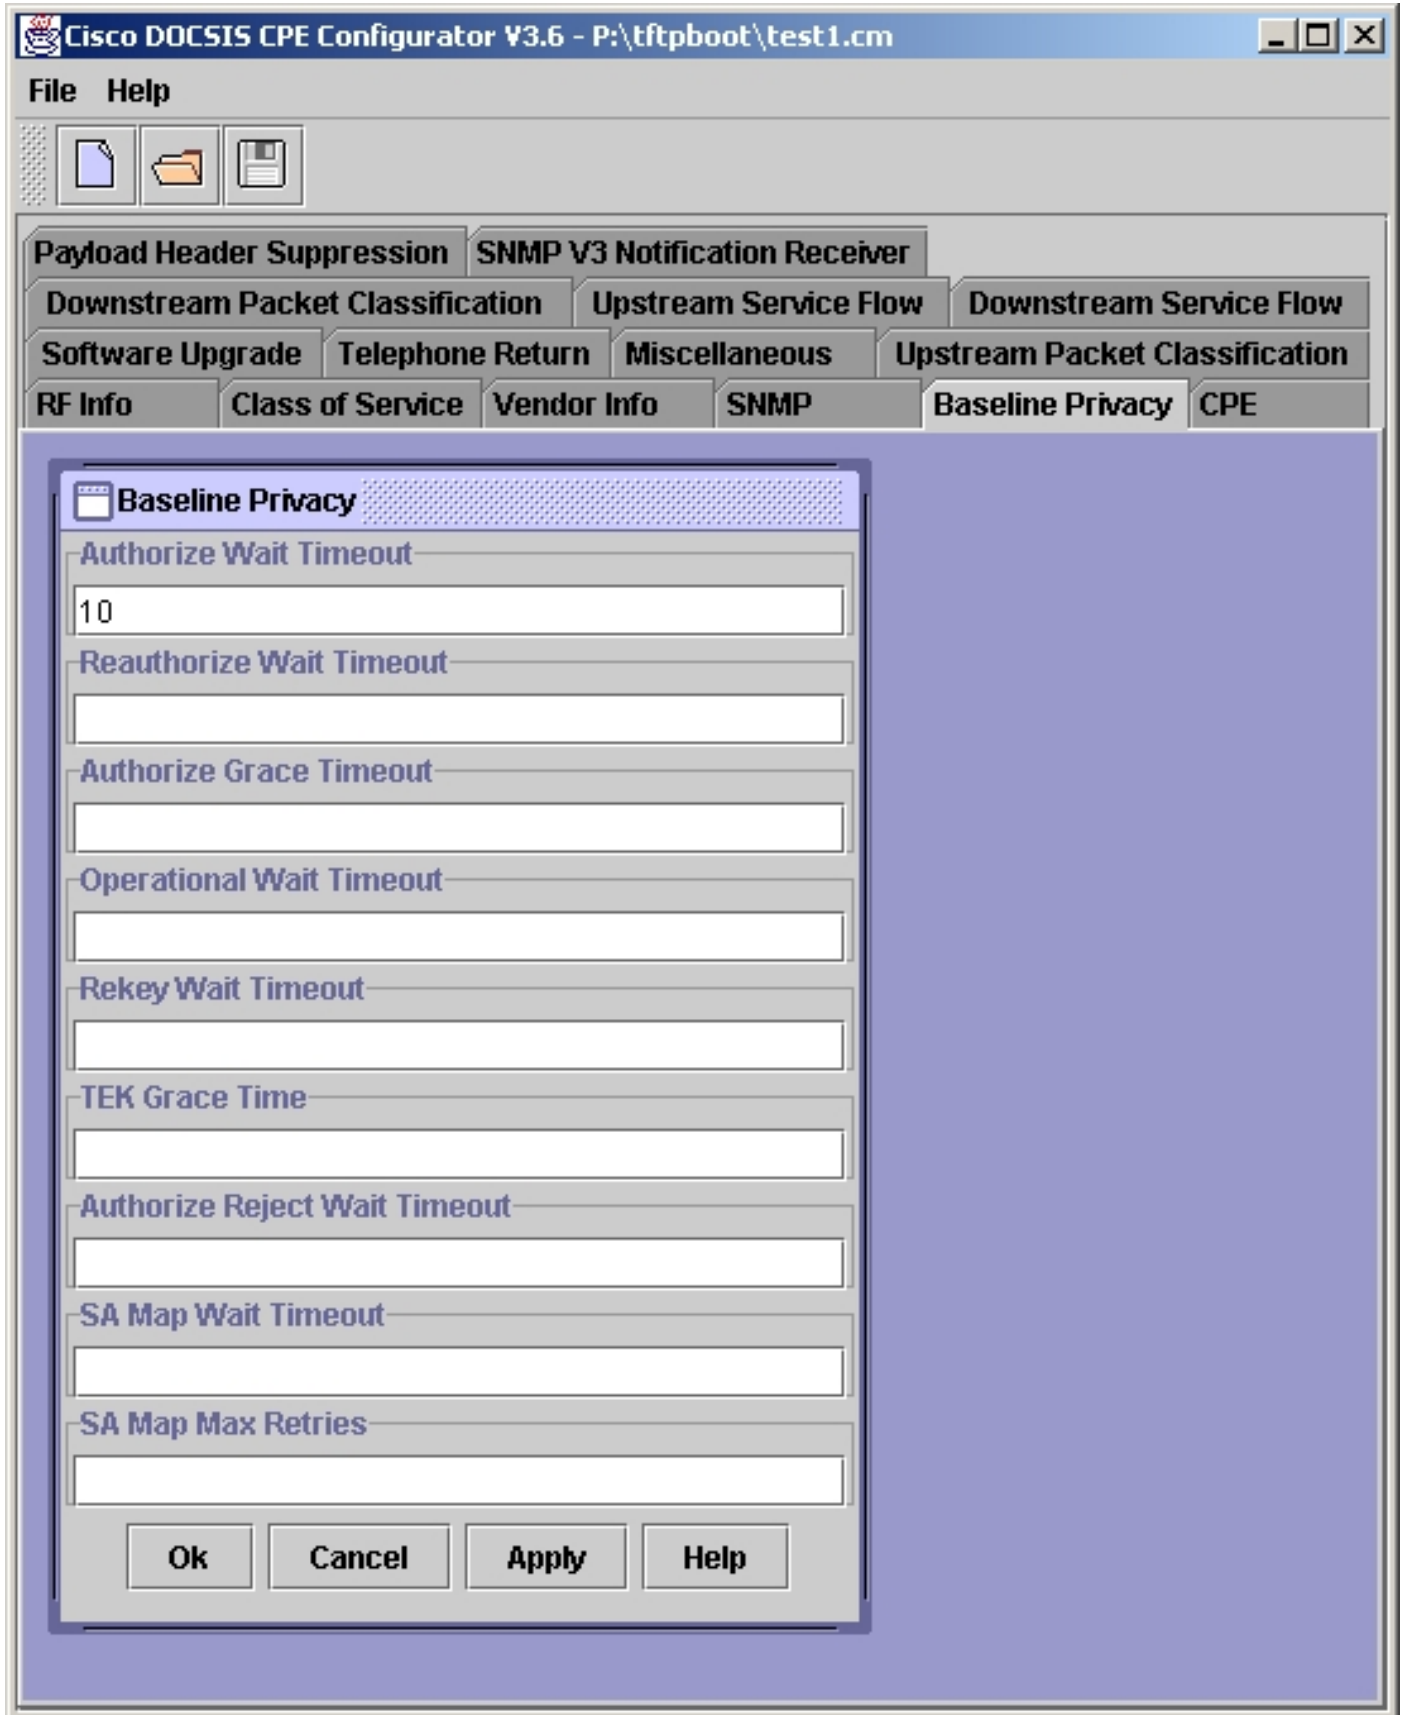 Cisco DOCSIS CPE Configurator V3.6 - P:\tftpboot\test1.cm
File Help
Payload Header Suppression SNMP V3 Notification Receiver
Downstream Packet Classification Upstream Service Flow Downstream Service Flow
Software Upgrade Telephone Return Miscellaneous Upstream Packet Classification
RF Info Class of Service Vendor Info SNMP Baseline Privacy CPE
Baseline Privacy
Authorize Wait Timeout
10
Reauthorize Wait Timeout
Authorize Grace Timeout
Operational Wait Timeout
Rekey Wait Timeout
TEK Grace Time
Authorize Reject Wait Timeout
SA Map Wait Timeout
SA Map Max Retries
Ok Cancel Apply Help